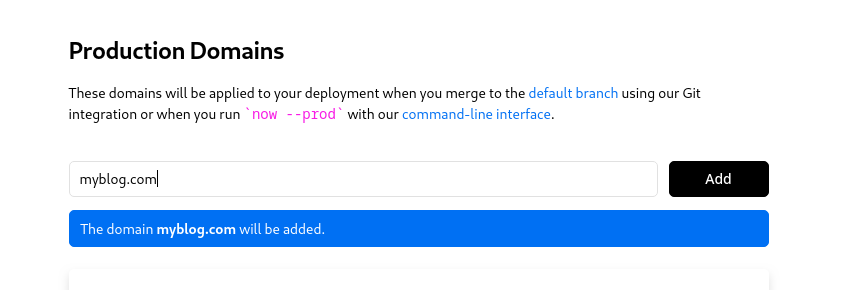 Production Domains
These domains will be applied to your deployment when you merge to the default branch using our Git
integration or when you run `now --prod` with our command-line interface.
myblog.com
Add
The domain myblog.com will be added.